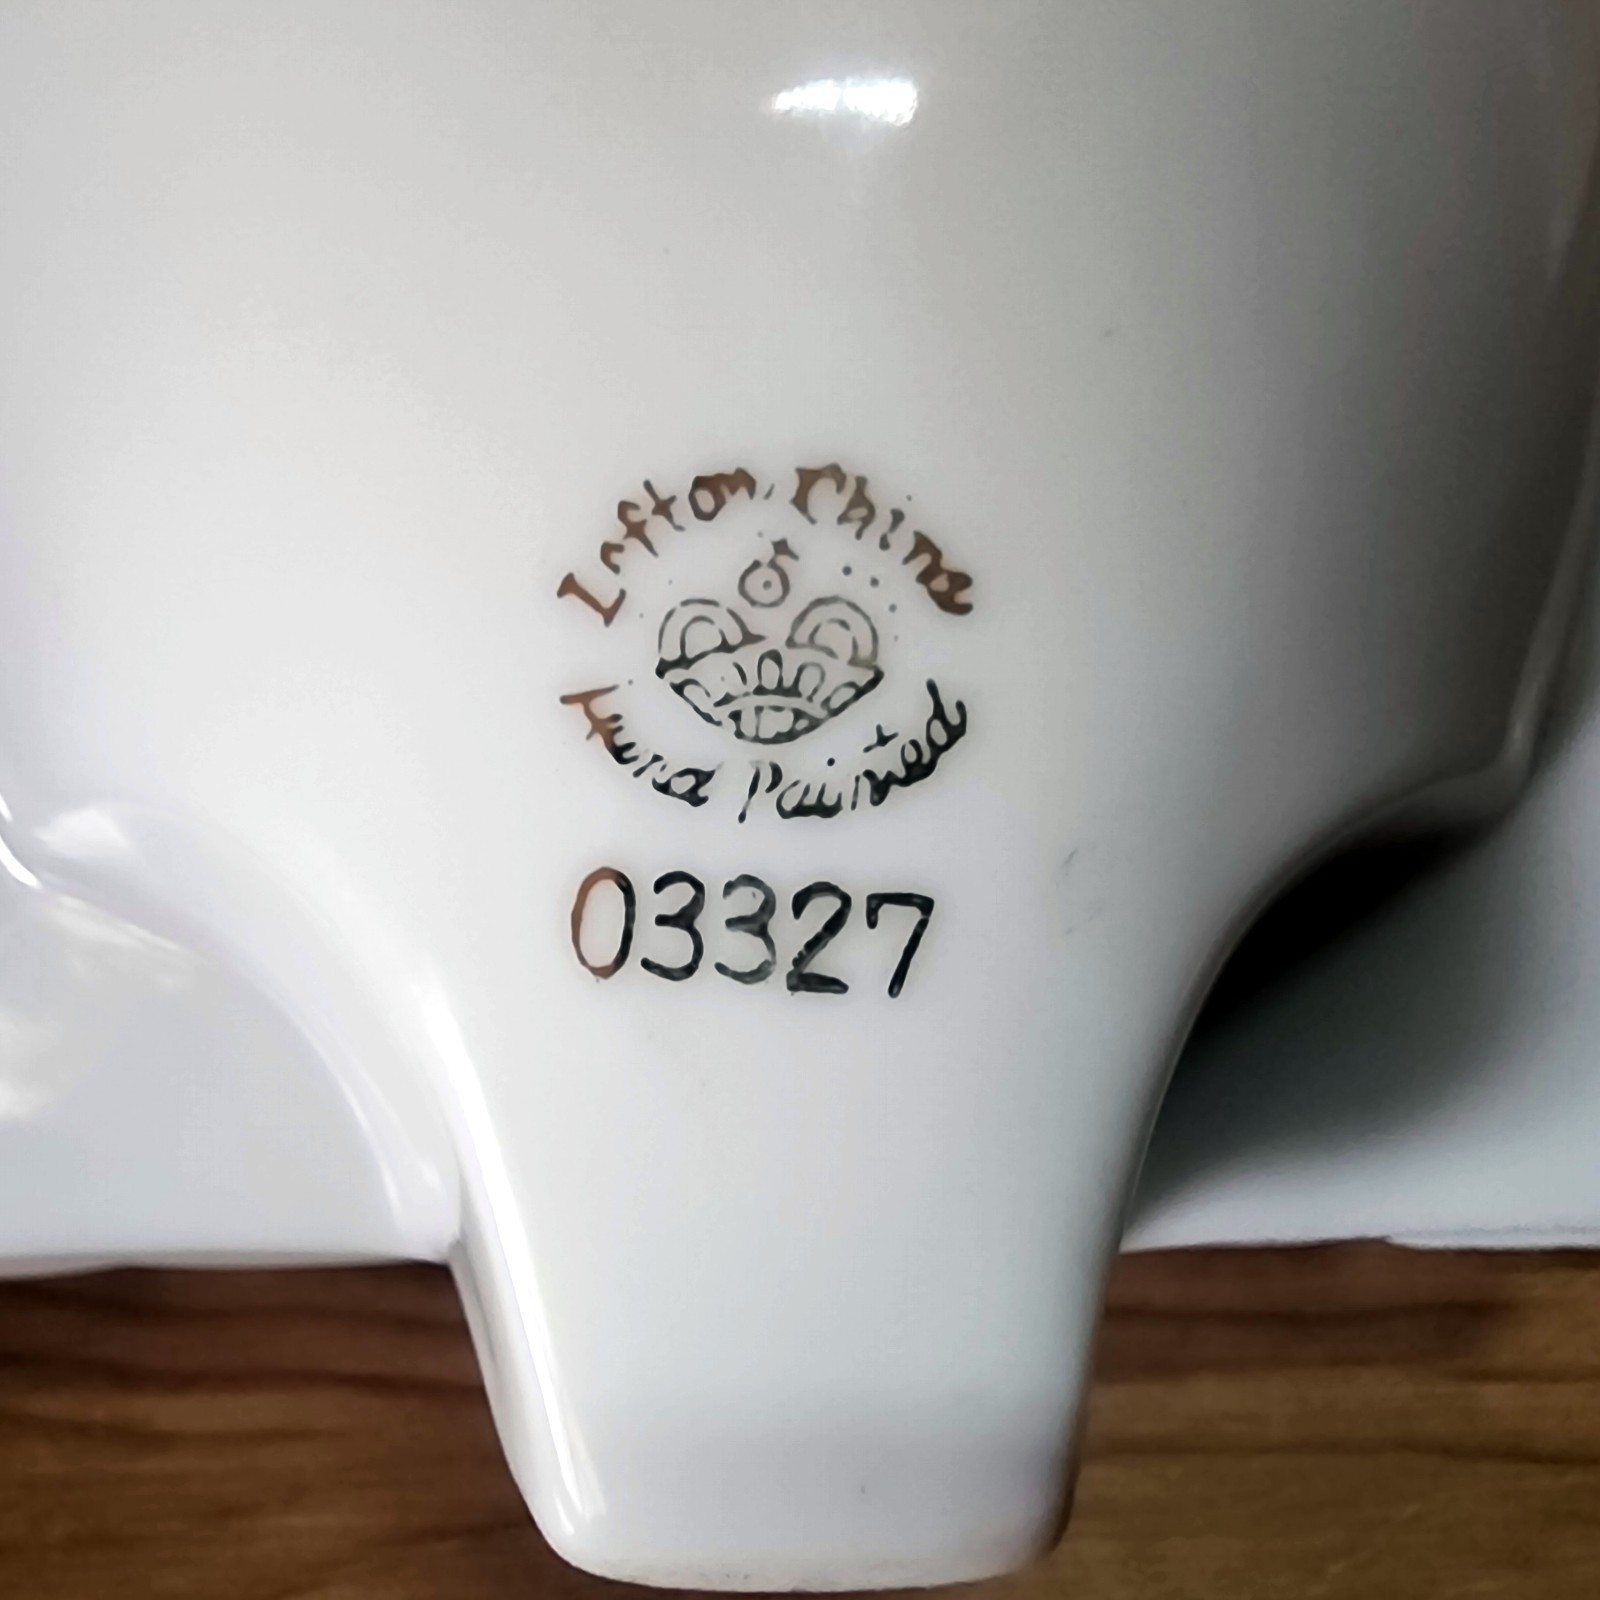 Lefton China
Hand Painted
03327